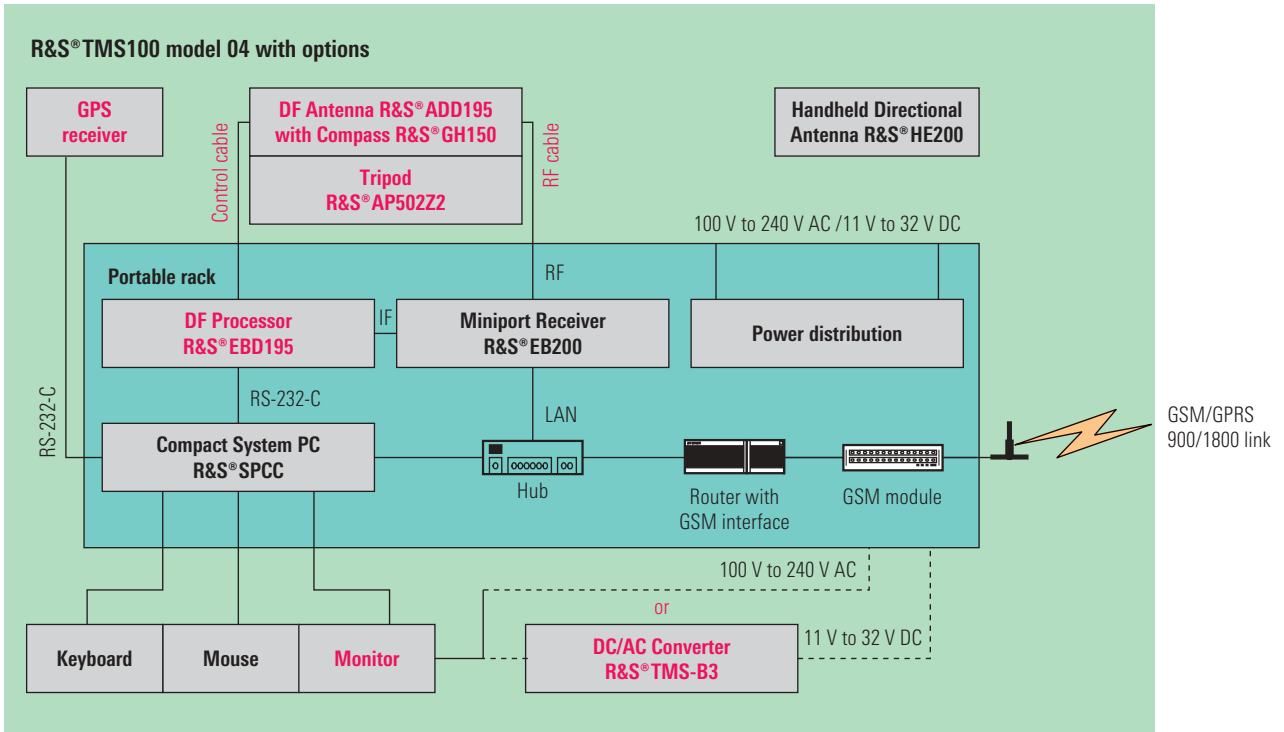 R&S®TMS100 model 04 with options
GPS
receiver
DF Antenna R&S®ADD195
with Compass R&S®GH150
Tripod
R&S®AP502Z2
Control cable
RF cable
Handheld Directional
Antenna R&S®HE200
100 V to 240 V AC /11 V to 32 V DC
Portable rack
RF
DF Processor
R&S®EBD195
IF
Miniport Receiver
R&S®EB200
Power distribution
RS-232-C
RS-232-C
LAN
Compact System PC
R&S®SPCC
Hub
Router with
GSM interface
GSM module
GSM/GPRS
900/1800 link
100 V to 240 V AC
or
Keyboard
Mouse
Monitor
DC/AC Converter
R&S®TMS-B3
11 V to 32 V DC